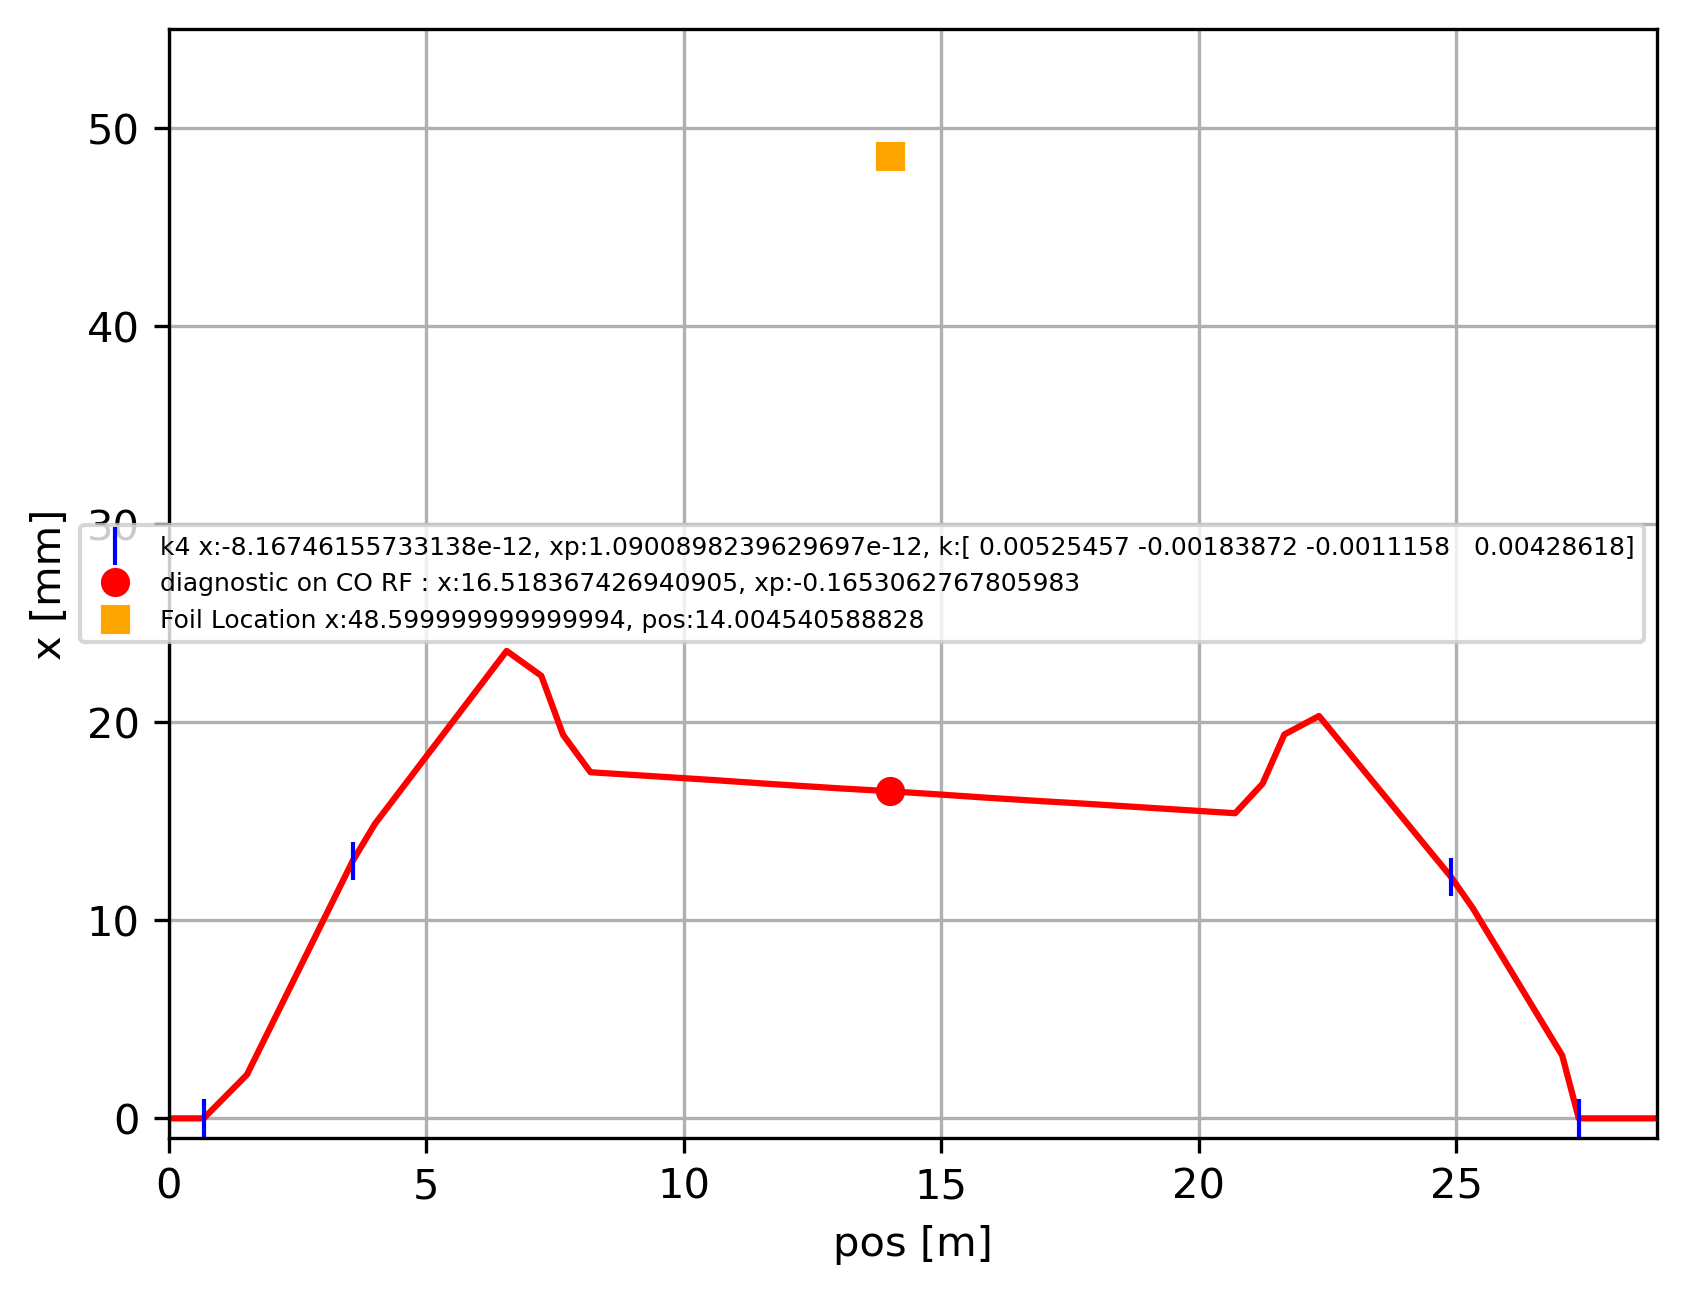 50
40
30
20
10
0
x [mm]
k4 x:-8.16746155733138e-12, xp:1.0900898239629697e-12, k:[ 0.00525457 -0.00183872 -0.0011158   0.00428618]
diagnostic on CO RF : x:16.518367426940905, xp:-0.1653062767805983
Foil Location x:48.599999999999994, pos:14.004540588828
0 5 10 15 20 25
pos [m]